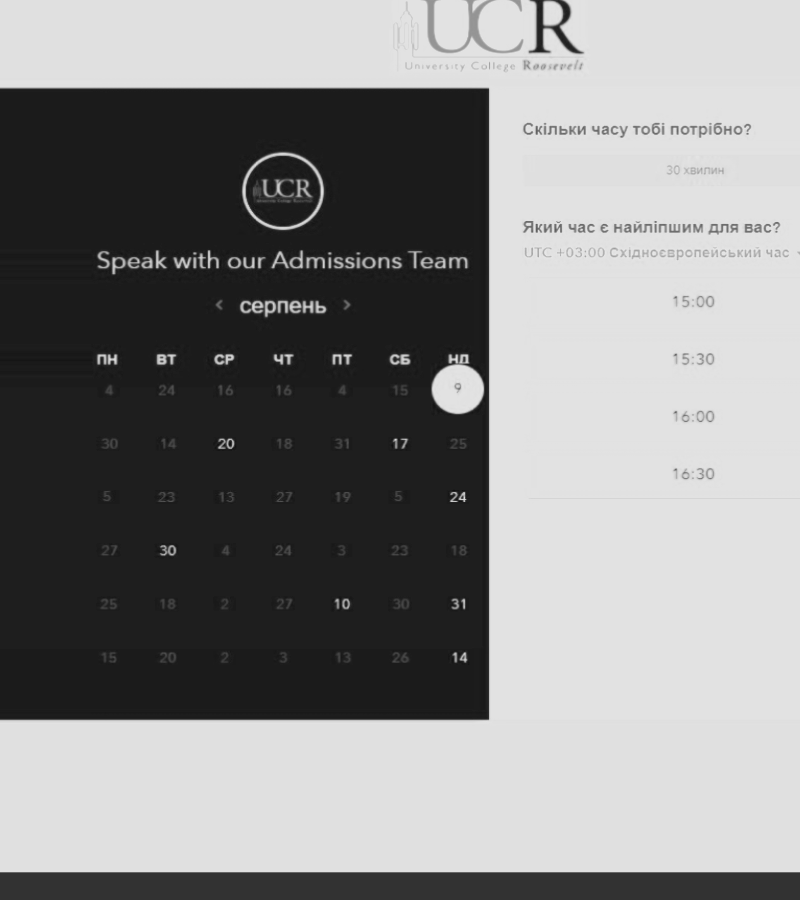 UCR
University College Roosevelt
UCR
Speak with our Admissions Team
< серпень >
ПН ВТ СР ЧТ ПТ СБ НД
4 24 16 16 4 15 9
30 14 20 18 31 17 25
5 23 13 27 19 5 24
27 30 4 24 3 23 18
25 18 2 27 10 30 31
15 20 2 3 13 26 14
Скільки часу тобі потрібно?
30 хвилин
Який час є найліпшим для вас?
UTC +03:00 Східноєвропейський час
15:00
15:30
16:00
16:30